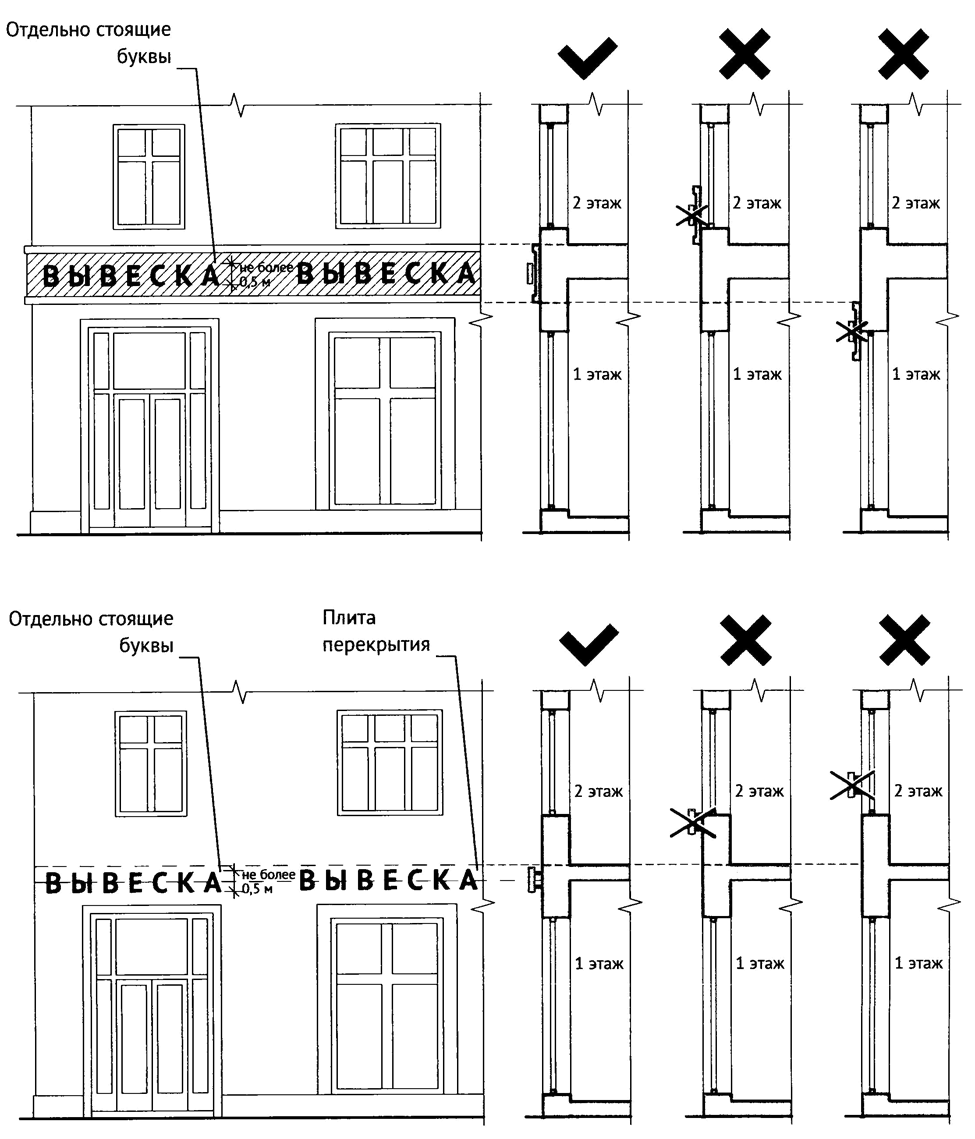 Отдельно стоящие
буквы
2 этаж
2 этаж
2 этаж
ВЫВЕСКА
не более
0,5 м
ВЫВЕСКА
1 этаж
1 этаж
1 этаж
Отдельно стоящие
буквы
Плита
перекрытия
2 этаж
2 этаж
2 этаж
ВЫВЕСКА
не более
0,5 м
ВЫВЕСКА
1 этаж
1 этаж
1 этаж